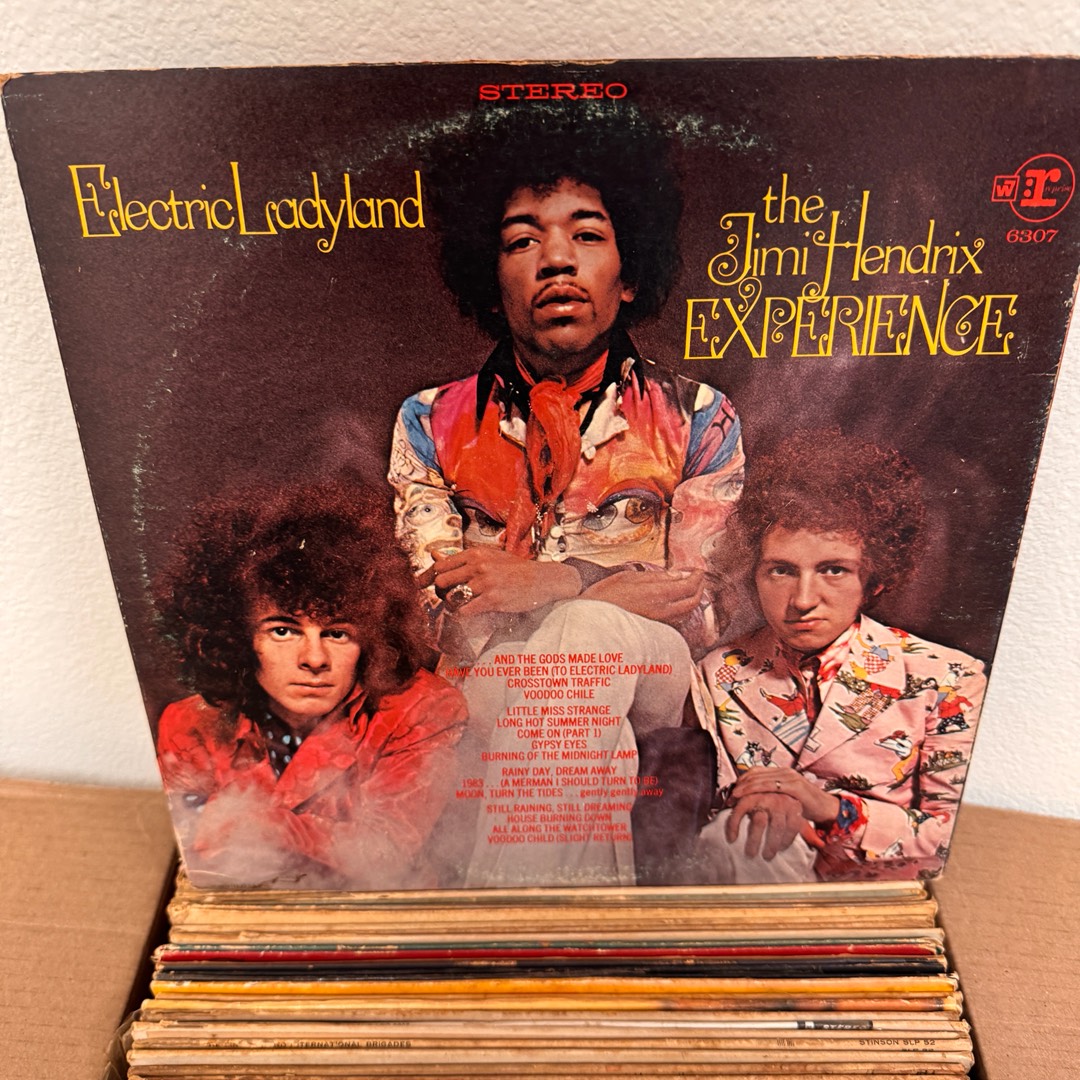 STEREO
Electric Ladyland
the
Jimi Hendrix
EXPERIENCE
W
r
6307
...AND THE GODS MADE LOVE
HAVE YOU EVER BEEN (TO ELECTRIC LADYLAND)
CROSSTOWN TRAFFIC
VOODOO CHILE
LITTLE MISS STRANGE
LONG HOT SUMMER NIGHT
COME ON (PART 1)
GYPSY EYES
BURNING OF THE MIDNIGHT LAMP
RAINY DAY, DREAM AWAY
1983...(A MERMAN I SHOULD TURN TO BE)
MOON, TURN THE TIDES...gently gently away
STILL RAINING, STILL DREAMING
HOUSE BURNING DOWN
ALL ALONG THE WATCHTOWER
VOODOO CHILD (SLIGHT RETURN)
STEREO
INTERNATIONAL BRIGADES
STINSON SLP 52